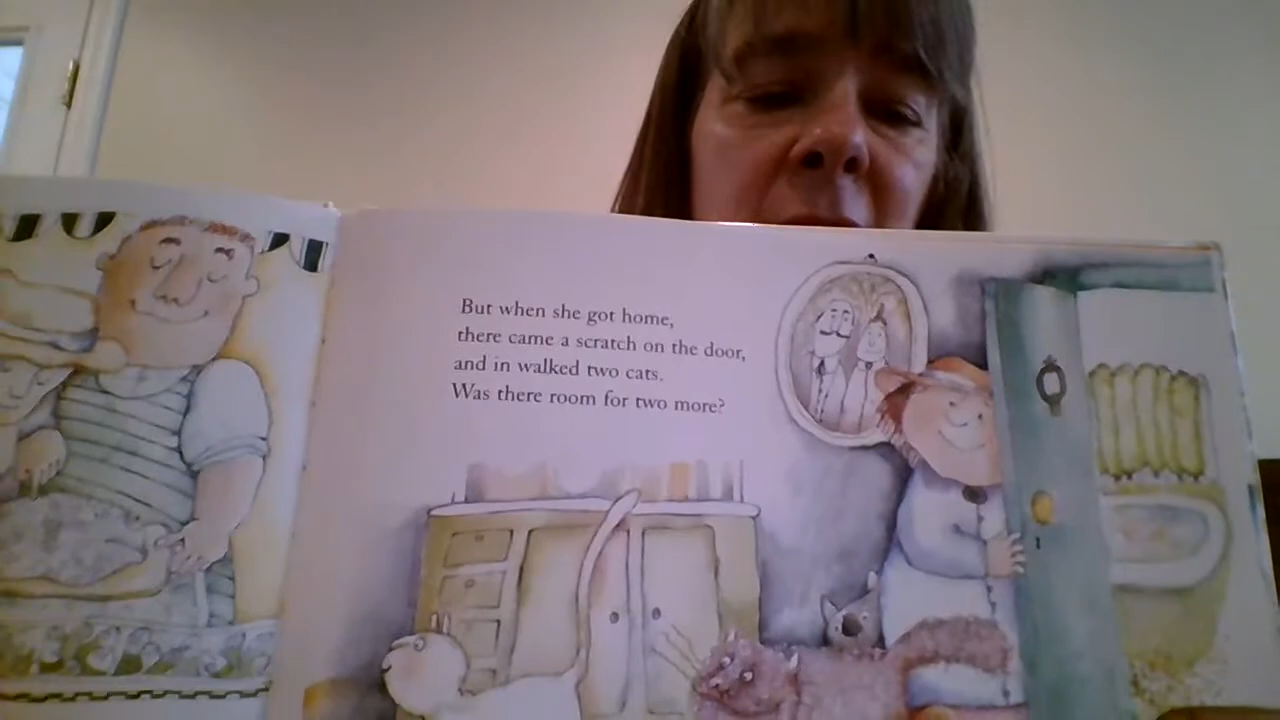 But when she got home,
there came a scratch on the door,
and in walked two cats.
Was there room for two more?